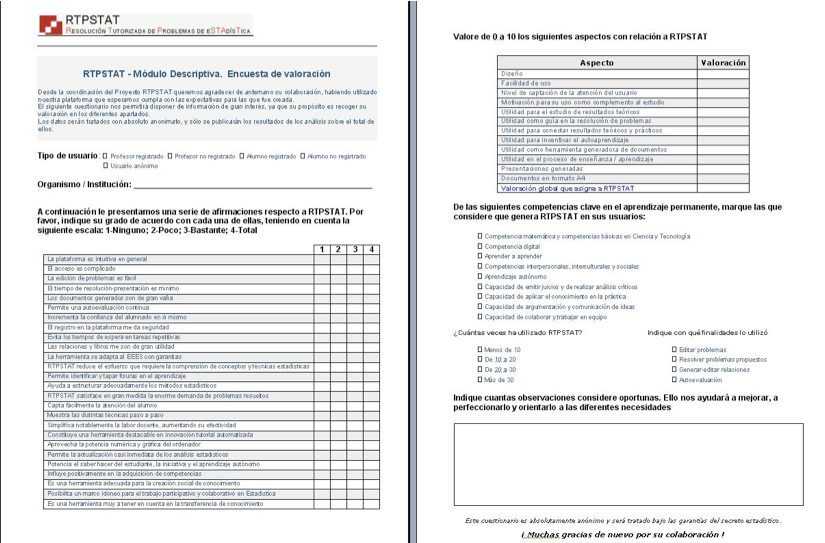 RTPSTAT
RESOLUCIÓN TUTORIZADA DE PROBLEMAS DE ESTADÍSTICA
RTPSTAT - Módulo Descriptiva. Encuesta de valoración
Desde la coordinación del Proyecto RTPSTAT queremos agradecer de antemano su colaboración, habiendo utilizado
nuestra plataforma que esperamos cumpla con las expectativas para las que fue creada.
El siguiente cuestionario nos permitirá disponer de información de gran interés, ya que su propósito es recoger su
valoración en los diferentes apartados.
Los datos serán tratados con absoluto anonimato, y sólo se publicarán los resultados de los análisis sobre el total de
ellos.
Tipo de usuario: □ Profesor registrado □ Profesor no registrado □ Alumno registrado □ Alumno no registrado
□ Usuario anónimo
Organismo / Institución:
A continuación le presentamos una serie de afirmaciones respecto a RTPSTAT. Por
favor, indique su grado de acuerdo con cada una de ellas, teniendo en cuenta la
siguiente escala: 1-Ninguno; 2-Poco; 3-Bastante; 4-Total
1 2 3 4
La plataforma es intuitiva en general
El acceso es complicado
La edición de problemas es fácil
El tiempo de resolución-presentación es mínimo
Los documentos generados son de gran valía
Permite una autoevaluación continua
Incrementa la confianza del alumnado en sí mismo
El registro en la plataforma me da seguridad
Evita los tiempos de espera en tareas repetitivas
Las relaciones y libros me son de gran utilidad
La herramienta se adapta al EEES con garantías
RTPSTAT reduce el esfuerzo que requiere la comprensión de conceptos y técnicas estadísticas
Permite identificar y tapar fisuras en el aprendizaje
Ayuda a estructurar adecuadamente los métodos estadísticos
RTPSTAT satisface en gran medida la enorme demanda de problemas resueltos
Capta fácilmente la atención del alumno
Muestra las distintas técnicas paso a paso
Simplifica notablemente la labor docente, aumentando su efectividad
Constituye una herramienta destacable en innovación tutorial automatizada
Aprovecha la potencia numérica y gráfica del ordenador
Permite la actualización casi inmediata de los análisis estadísticos
Potencia el saber hacer del estudiante, la iniciativa y el aprendizaje autónomo
Influye positivamente en la adquisición de competencias
Es una herramienta adecuada para la creación social de conocimiento
Posibilita un marco idóneo para el trabajo participativo y colaborativo en Estadística
Es una herramienta muy a tener en cuenta en la transferencia de conocimiento
Valore de 0 a 10 los siguientes aspectos con relación a RTPSTAT
Aspecto Valoración
Diseño
Facilidad de uso
Nivel de captación de la atención del usuario
Motivación para su uso como complemento al estudio
Utilidad para el estudio de resultados teóricos
Utilidad como guía en la resolución de problemas
Utilidad para conectar resultados teóricos y prácticos
Utilidad para incentivar el autoaprendizaje
Utilidad como herramienta generadora de documentos
Utilidad en el proceso de enseñanza / aprendizaje
Presentaciones generadas
Documentos en formato A4
Valoración global que asigna a RTPSTAT
De las siguientes competencias clave en el aprendizaje permanente, marque las que
considere que genera RTPSTAT en sus usuarios:
□ Competencia matemática y competencias básicas en Ciencia y Tecnología
□ Competencia digital
□ Aprender a aprender
□ Competencias interpersonales, interculturales y sociales
□ Aprendizaje autónomo
□ Capacidad de emitir juicios y de realizar análisis críticos
□ Capacidad de aplicar el conocimiento en la práctica
□ Capacidad de argumentación y comunicación de ideas
□ Capacidad de colaborar y trabajar en equipo
¿Cuántas veces ha utilizado RTPSTAT? Indique con qué finalidades lo utilizó
□ Menos de 10 □ Editar problemas
□ De 10 a 20 □ Resolver problemas propuestos
□ De 20 a 30 □ Generar-editar relaciones
□ Más de 30 □ Autoevaluación
Indique cuantas observaciones considere oportunas. Ello nos ayudará a mejorar, a
perfeccionarlo y orientarlo a las diferentes necesidades
Este cuestionario es absolutamente anónimo y será tratado bajo las garantías del secreto estadístico.
¡ Muchas gracias de nuevo por su colaboración !